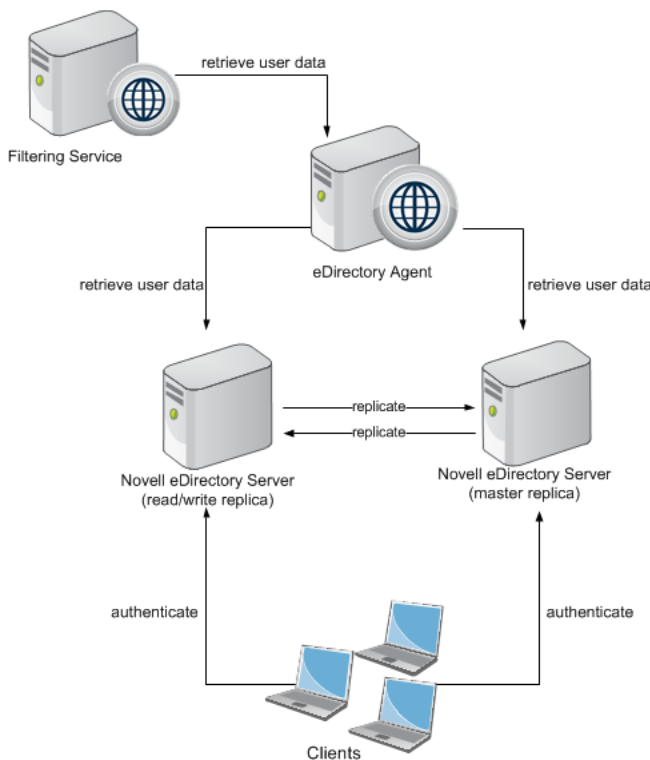 retrieve user data
Filtering Service
eDirectory Agent
retrieve user data
retrieve user data
replicate
replicate
Novell eDirectory Server
(read/write replica)
Novell eDirectory Server
(master replica)
authenticate
authenticate
Clients